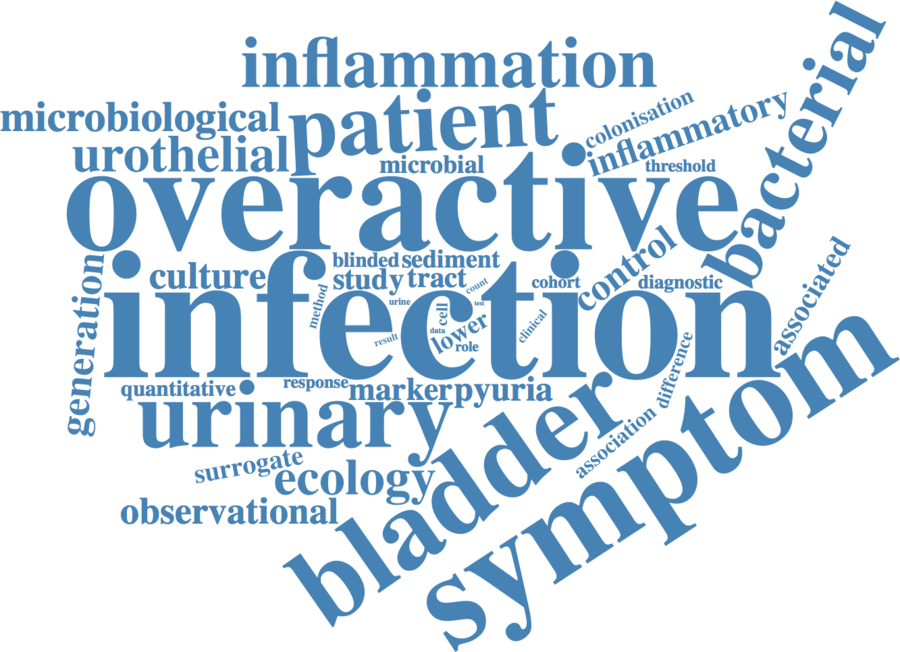 inflammation
bacterial
microbiological
patient
colonisation
inflammatory
urothelial
microbial
threshold
overactive
blinded
sediment
control
culture
study
tract
count
cohort
diagnostic
associated
generation
method
urine
test
infection
cell
data
lower
clinical
result
role
difference
quantitative
response
marker
pyuria
urinary
bladder
association
symptom
surrogate
ecology
observational